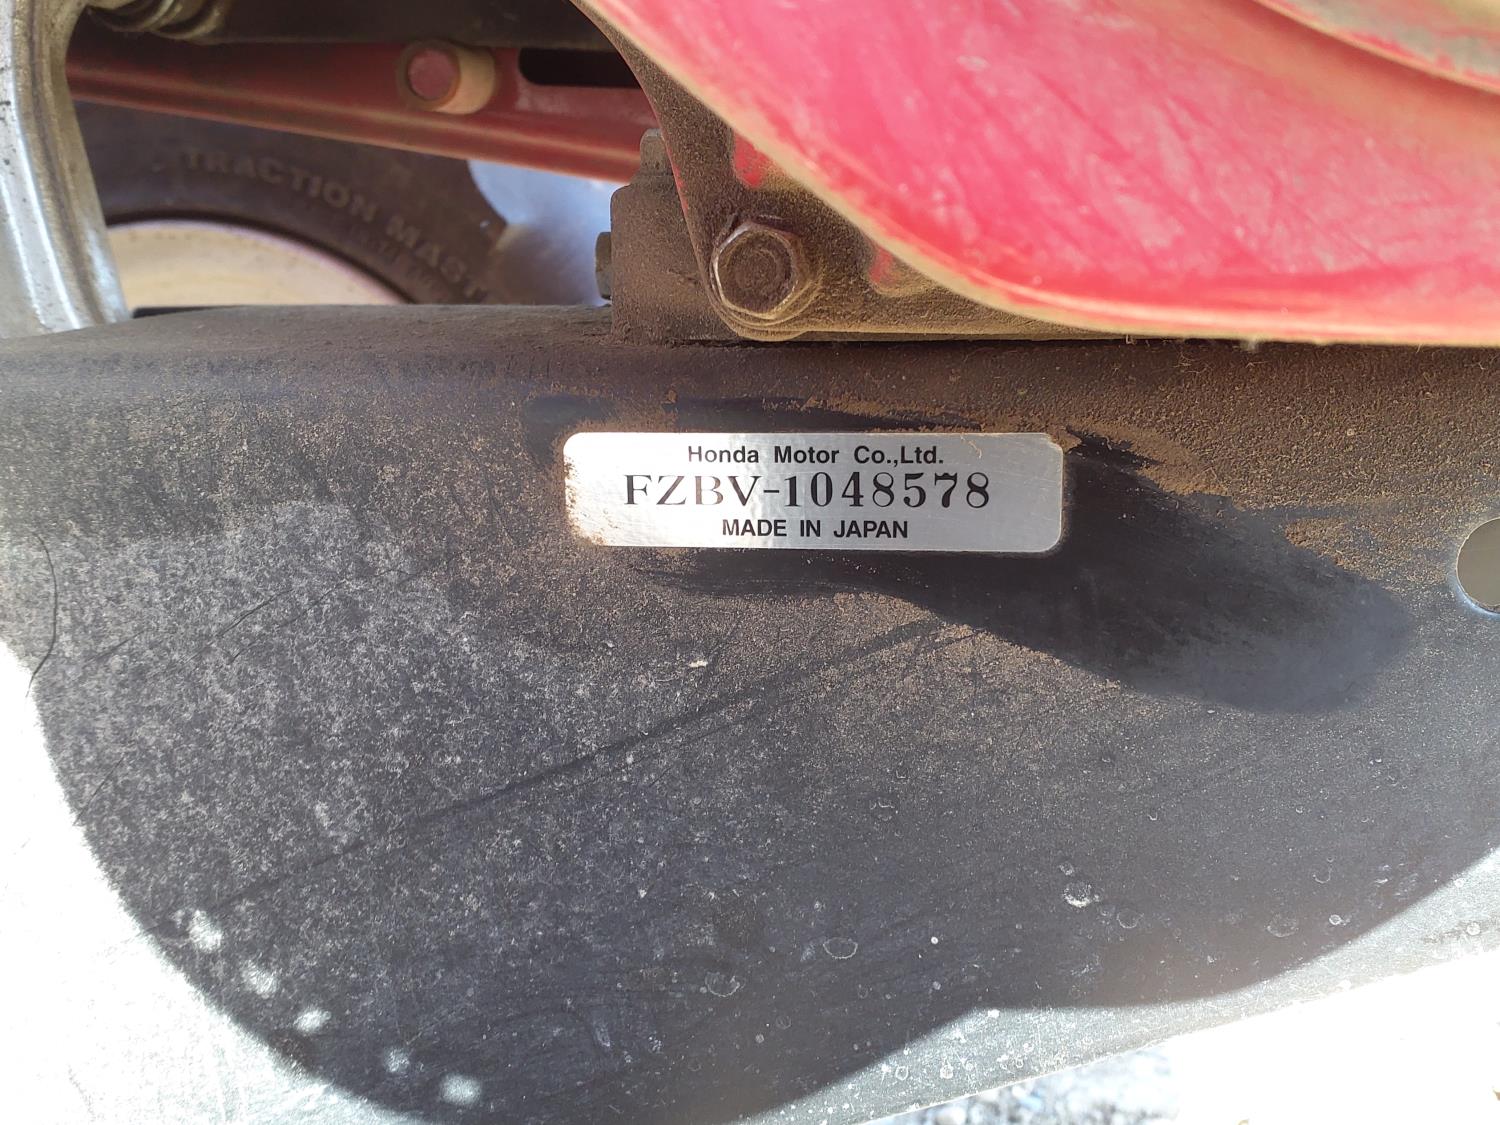 TRACTION MAST
Honda Motor Co.,Ltd.
FZBV-1048578
MADE IN JAPAN